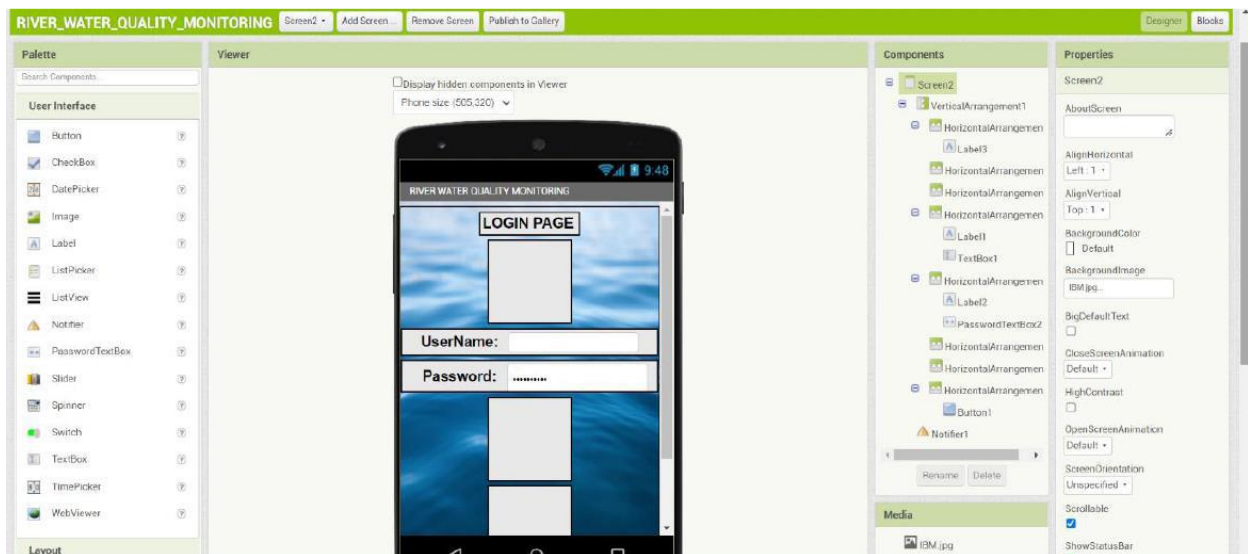 RIVER_WATER_QUALITY_MONITORING Screen2 Add Screen... Remove Screen Publish to Gallery Designer Blocks
Palette
Search Components...
User Interface
Button
CheckBox
DatePicker
Image
Label
ListPicker
ListView
Notifier
PasswordTextBox
Slider
Spinner
Switch
TextBox
TimePicker
WebViewer
Layout
Viewer
Display hidden components in Viewer
Phone size (505,320)
9:48
RIVER WATER QUALITY MONITORING
LOGIN PAGE
UserName:
Password:
Components
Screen2
VerticalArrangement1
HorizontalArrangemen
Label3
HorizontalArrangemen
HorizontalArrangemen
HorizontalArrangemen
Label1
TextBox1
HorizontalArrangemen
Label2
PasswordTextBox2
HorizontalArrangemen
HorizontalArrangemen
HorizontalArrangemen
Button1
Notifier1
Rename Delete
Media
IBM.jpg
Properties
Screen2
AboutScreen
AlignHorizontal
Left : 1
AlignVertical
Top : 1
BackgroundColor
Default
BackgroundImage
IBM.jpg...
BigDefaultText
CloseScreenAnimation
Default
HighContrast
OpenScreenAnimation
Default
ScreenOrientation
Unspecified
Scrollable
ShowStatusBar